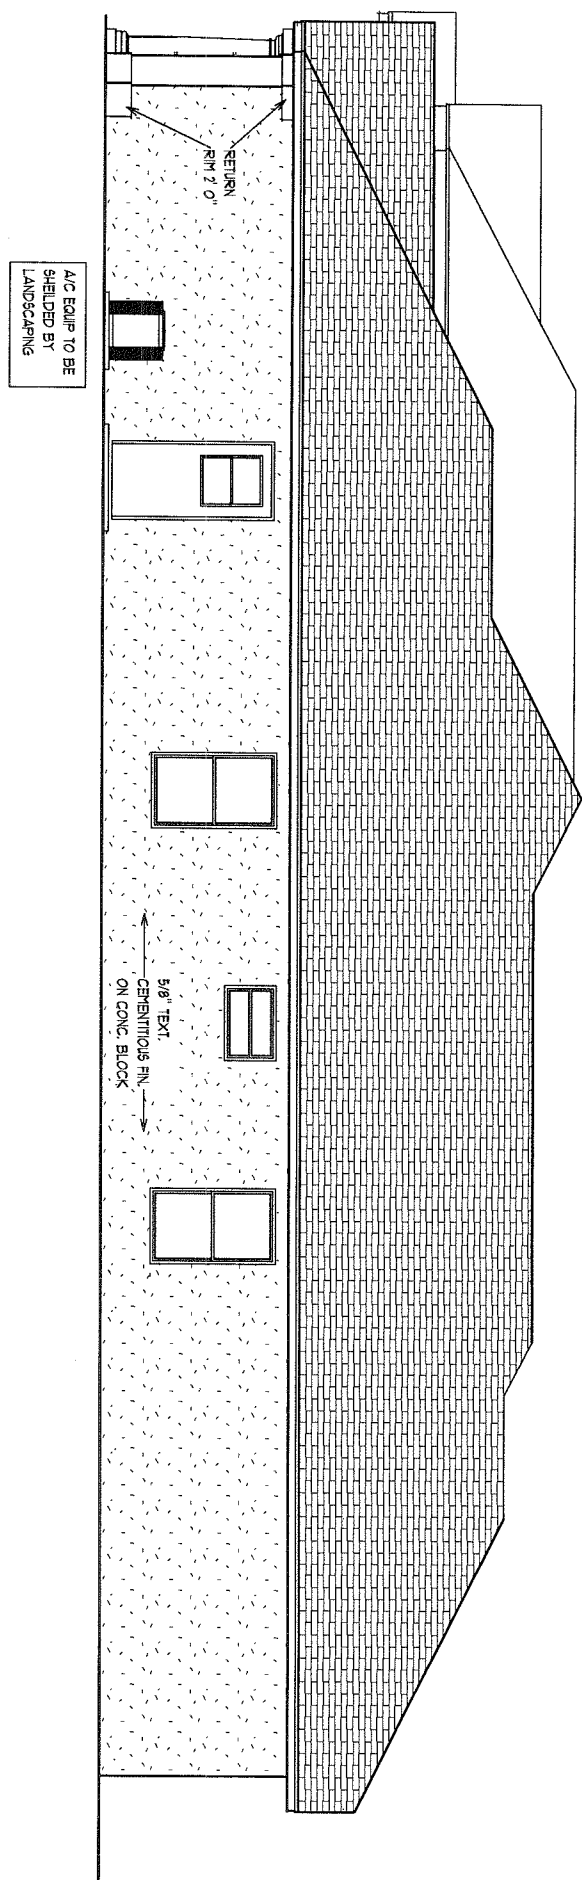 RETURN
RIM 2' 0"
A/C EQUIP TO BE
SHEILDED BY
LANDSCAPING
5/8" TEXT.
CEMENTITIOUS FIN.
ON CONC. BLOCK